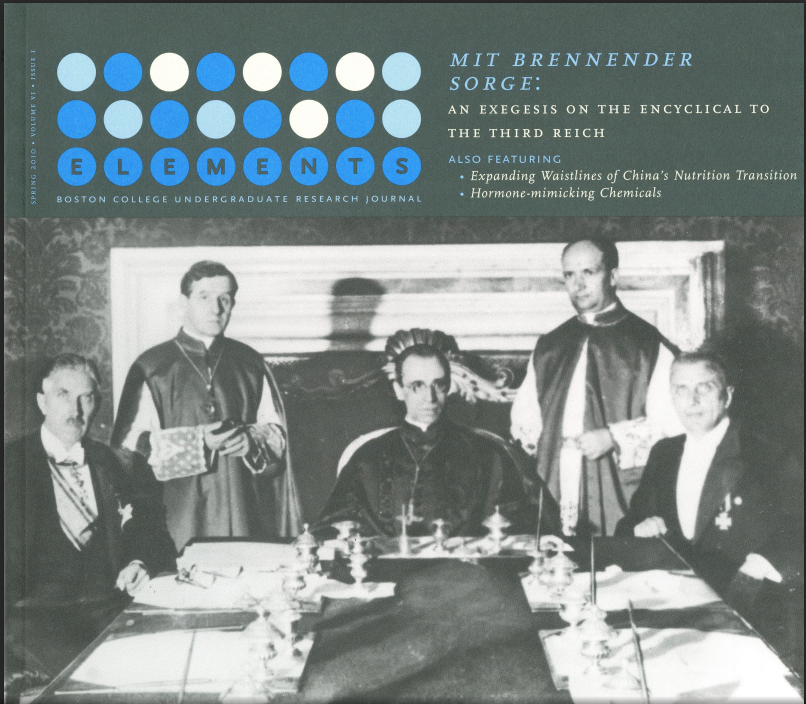 SPRING 2010 • VOLUME VI • ISSUE I
ELEMENTS
BOSTON COLLEGE UNDERGRADUATE RESEARCH JOURNAL
MIT BRENNENDER
SORGE:
AN EXEGESIS ON THE ENCYCLICAL TO
THE THIRD REICH
ALSO FEATURING
• Expanding Waistlines of China's Nutrition Transition
• Hormone-mimicking Chemicals